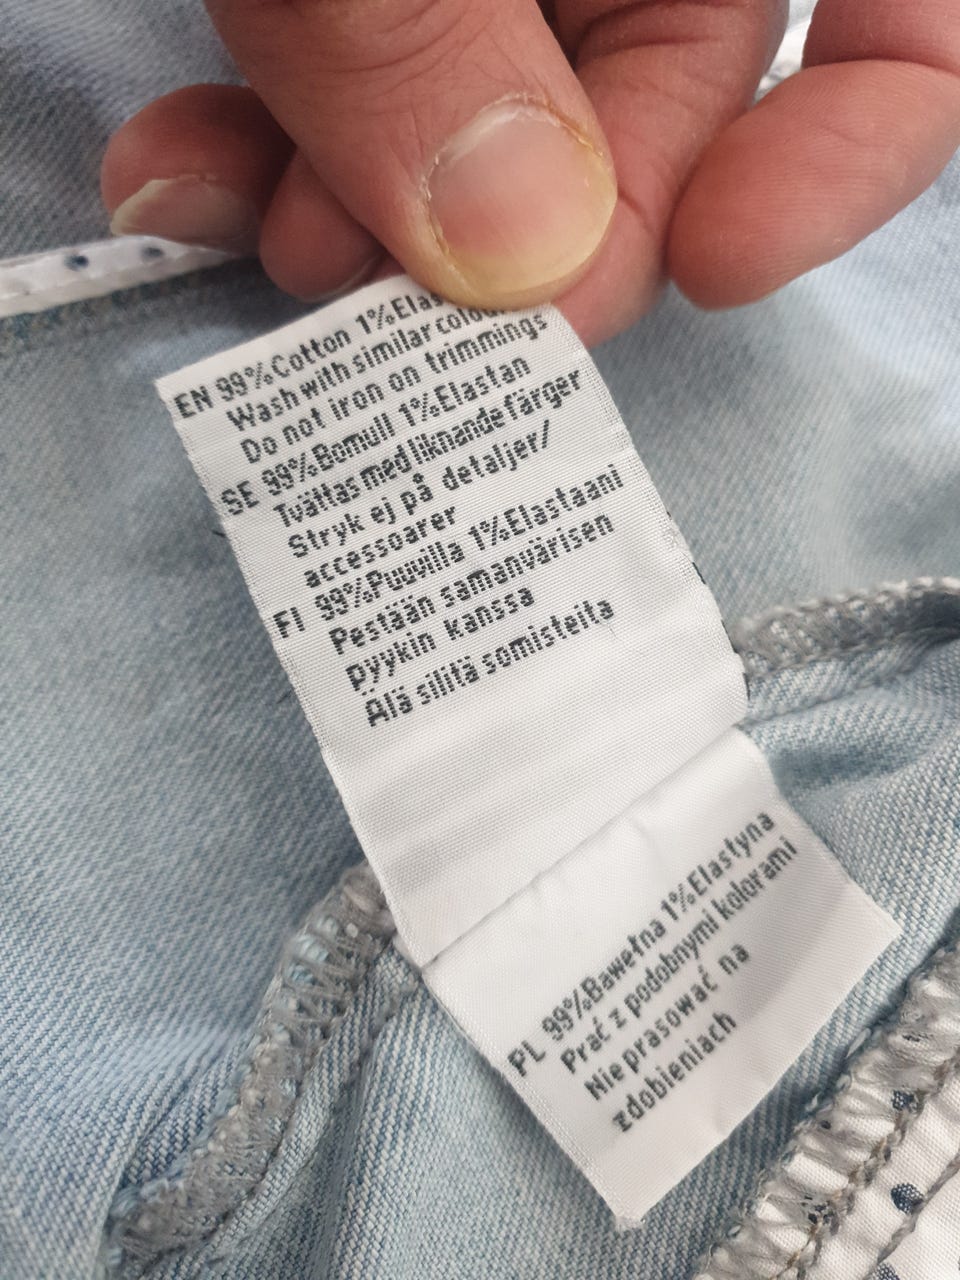 EN 99%Cotton 1%Elas
Wash with similar colou
Do not iron on trimmings
SE 99%Bomull 1%Elastan
Tvättas med liknande färger
Stryk ej på detaljer/
accessoarer
FI 99%Puuvilla 1%Elastaani
Pestään samanvärisen
pyykin kanssa
Älä silitä somisteita
PL 99%Bawełna 1%Elastyna
Prać z podobnymi kolorami
Nie prasować na
zdobieniach